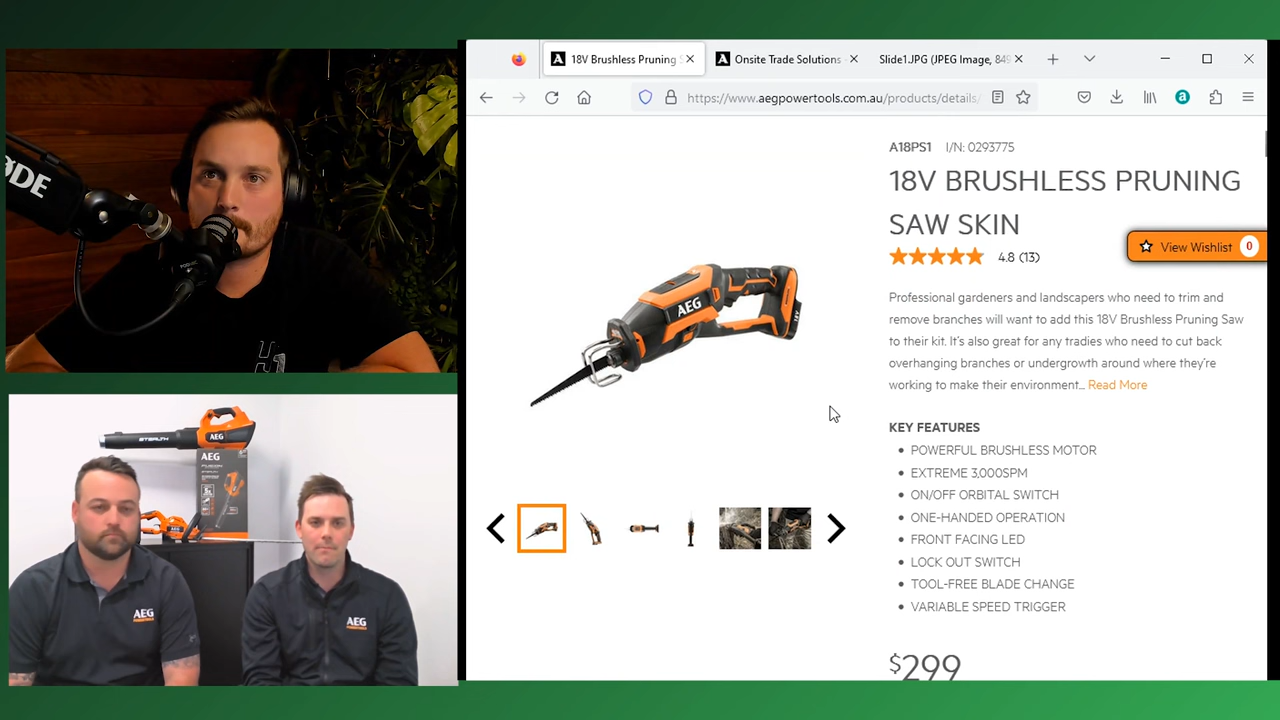 18V Brushless Pruning S
Onsite Trade Solutions
Slide1.JPG (JPEG Image, 849
https://www.aegpowertools.com.au/products/details/
A18PS1 I/N: 0293775
18V BRUSHLESS PRUNING
SAW SKIN
4.8 (13)
View Wishlist 0
Professional gardeners and landscapers who need to trim and
remove branches will want to add this 18V Brushless Pruning Saw
to their kit. It's also great for any tradies who need to cut back
overhanging branches or undergrowth around where they're
working to make their environment... Read More
KEY FEATURES
POWERFUL BRUSHLESS MOTOR
EXTREME 3,000SPM
ON/OFF ORBITAL SWITCH
ONE-HANDED OPERATION
FRONT FACING LED
LOCK OUT SWITCH
TOOL-FREE BLADE CHANGE
VARIABLE SPEED TRIGGER
$299
AEG
STEALTH
AEG
AEG
AEG
AEG